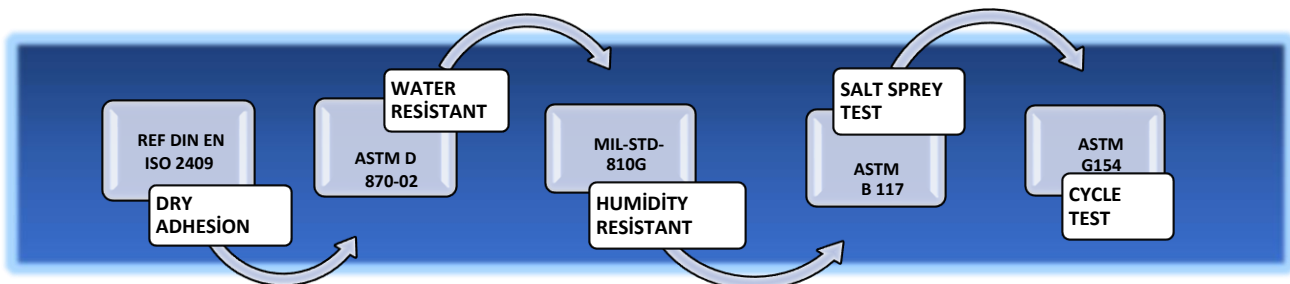 REF DIN EN
ISO 2409
DRY
ADHESİON
WATER
RESİSTANT
ASTM D
870-02
MIL-STD-
810G
HUMİDİTY
RESİSTANT
SALT SPREY
TEST
ASTM
B 117
ASTM
G154
CYCLE
TEST